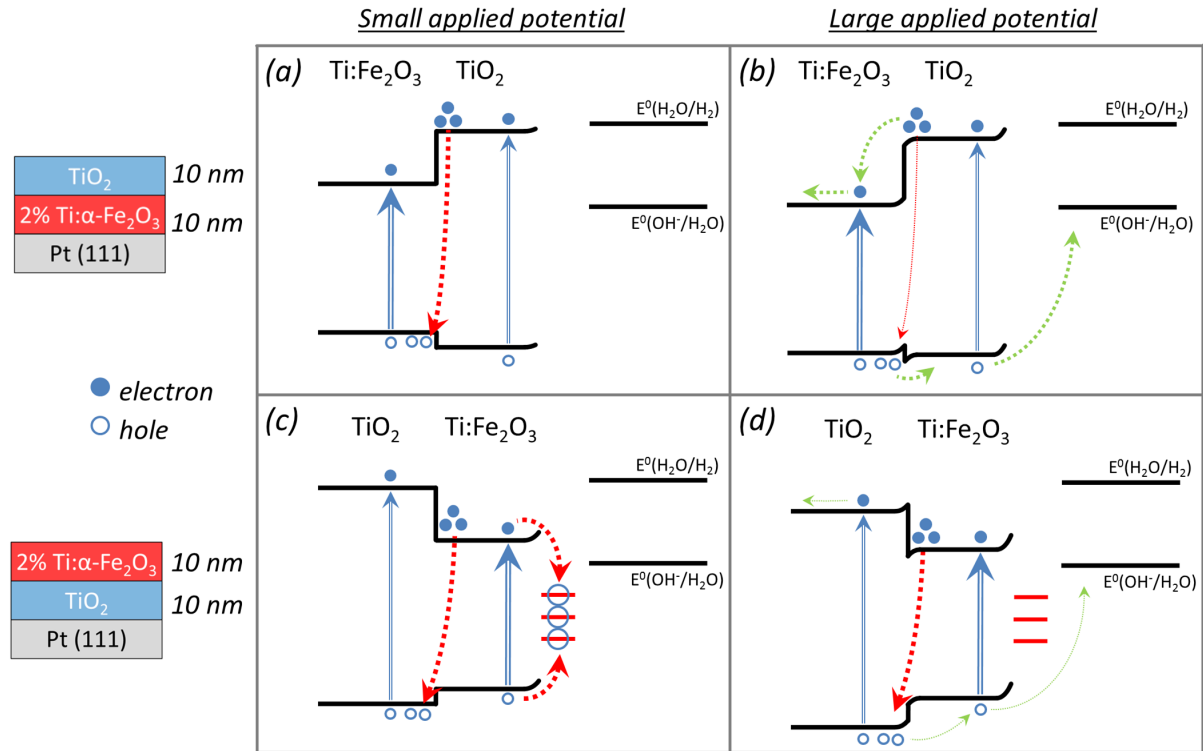 Small applied potential
Large applied potential
(a)
Ti:Fe₂O₃ TiO₂
E⁰(H₂O/H₂)
E⁰(OH⁻/H₂O)
(b)
Ti:Fe₂O₃ TiO₂
E⁰(H₂O/H₂)
E⁰(OH⁻/H₂O)
TiO₂ 10 nm
2% Ti:α-Fe₂O₃ 10 nm
Pt (111)
electron
hole
(c)
TiO₂ Ti:Fe₂O₃
E⁰(H₂O/H₂)
E⁰(OH⁻/H₂O)
(d)
TiO₂ Ti:Fe₂O₃
E⁰(H₂O/H₂)
E⁰(OH⁻/H₂O)
2% Ti:α-Fe₂O₃ 10 nm
TiO₂ 10 nm
Pt (111)